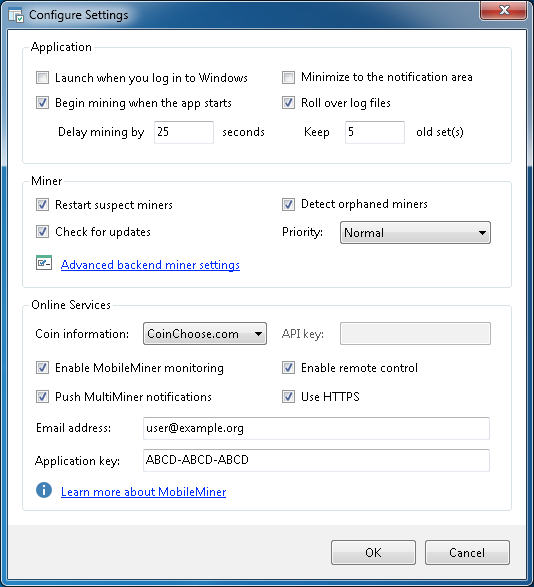 Configure Settings
Application
Launch when you log in to Windows
Minimize to the notification area
Begin mining when the app starts
Roll over log files
Delay mining by 25 seconds
Keep 5 old set(s)
Miner
Restart suspect miners
Detect orphaned miners
Check for updates
Priority: Normal
Advanced backend miner settings
Online Services
Coin information: CoinChoose.com
API key:
Enable MobileMiner monitoring
Enable remote control
Push MultiMiner notifications
Use HTTPS
Email address: user@example.org
Application key: ABCD-ABCD-ABCD
Learn more about MobileMiner
OK
Cancel